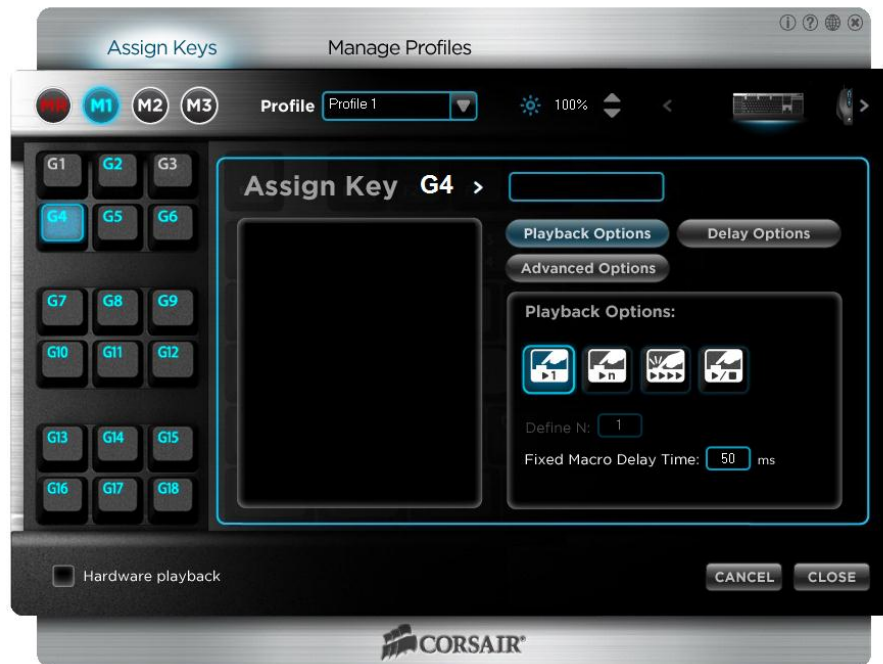 Assign Keys Manage Profiles
MR M1 M2 M3 Profile Profile 1 100%
G1 G2 G3
G4 G5 G6
G7 G8 G9
G10 G11 G12
G13 G14 G15
G16 G17 G18
Assign Key G4 >
Playback Options Delay Options
Advanced Options
Playback Options:
1 n
Define N: 1
Fixed Macro Delay Time: 50 ms
Hardware playback
CANCEL CLOSE
CORSAIR